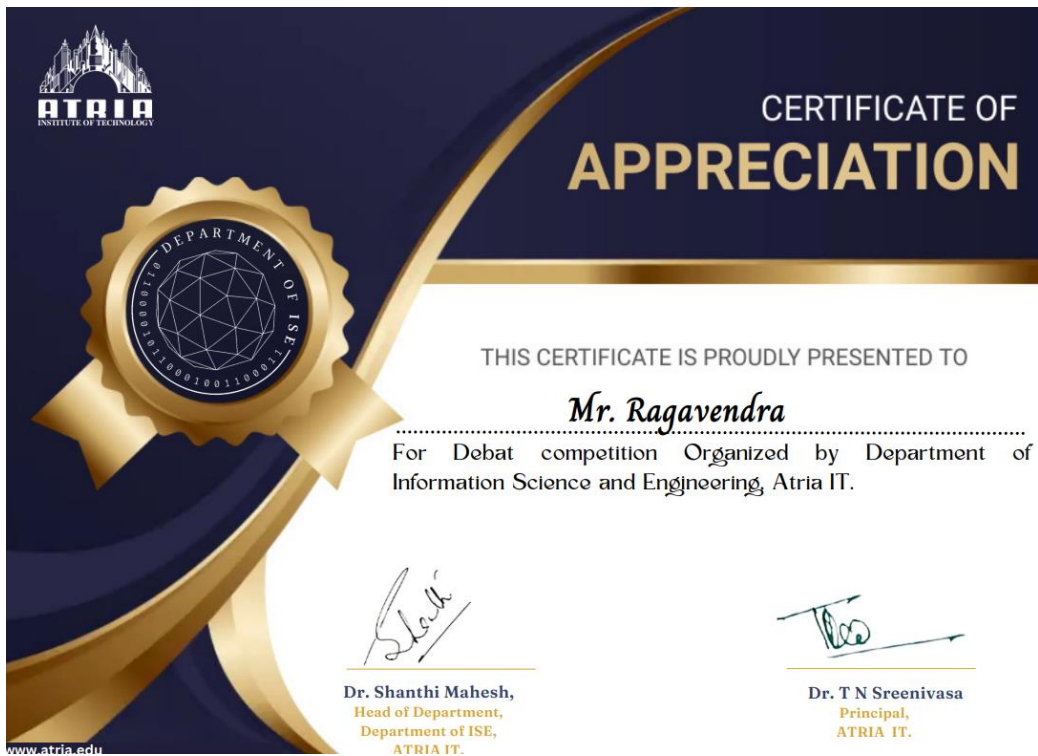 ATRIA
INSTITUTE OF TECHNOLOGY
CERTIFICATE OF
APPRECIATION
DEPARTMENT OF ISE
THIS CERTIFICATE IS PROUDLY PRESENTED TO
Mr. Ragavendra
For Debat competition Organized by Department of
Information Science and Engineering, Atria IT.
Dr. Shanthi Mahesh,
Head of Department,
Department of ISE,
ATRIA IT.
Dr. T N Sreenivasa
Principal,
ATRIA IT.
www.atria.edu